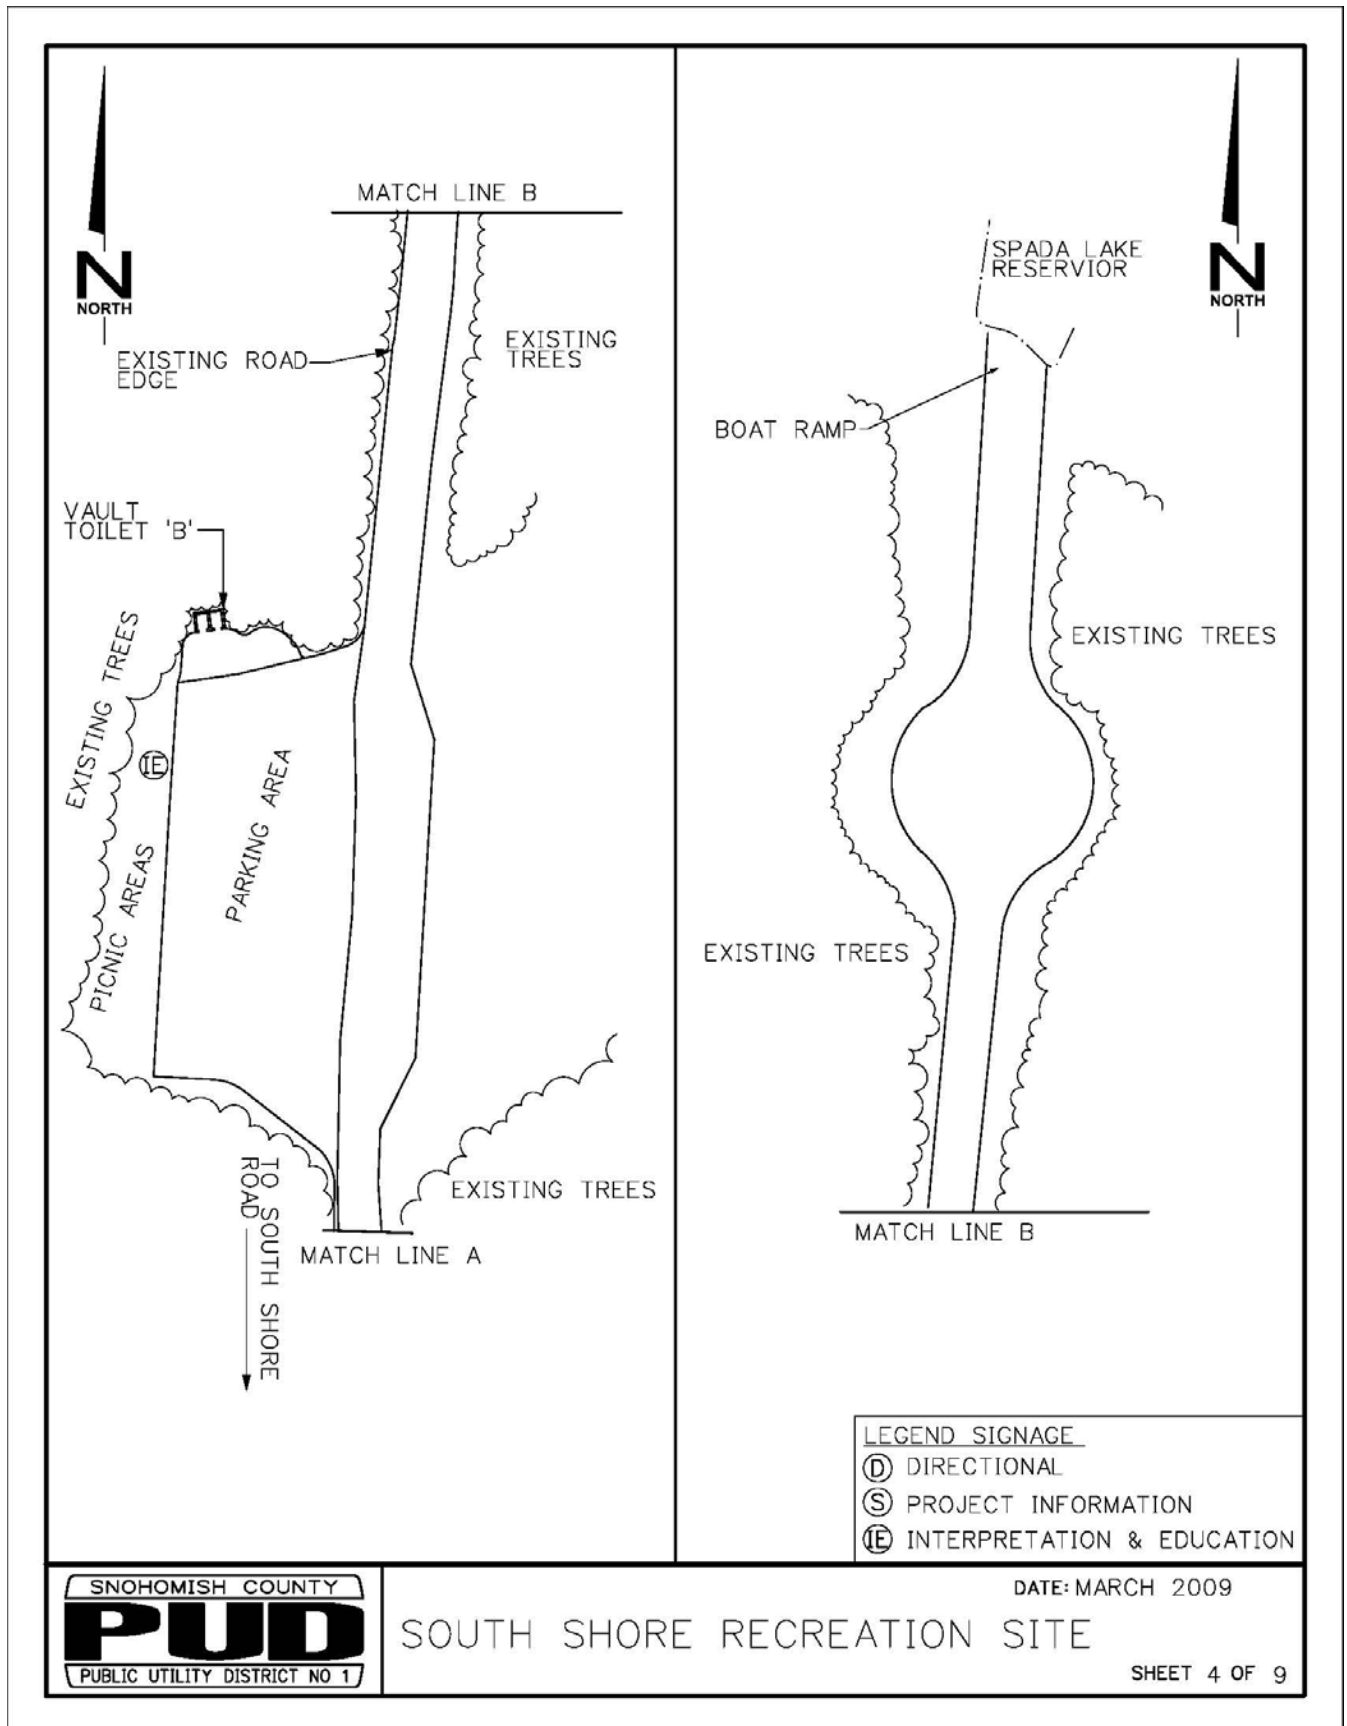 N
NORTH
MATCH LINE B
EXISTING ROAD
EDGE
EXISTING
TREES
VAULT
TOILET 'B'
EXISTING TREES
IE
PARKING AREA
PICNIC AREAS
EXISTING TREES
TO SOUTH SHORE
ROAD
MATCH LINE A
N
NORTH
SPADA LAKE
RESERVIOR
BOAT RAMP
EXISTING TREES
EXISTING TREES
MATCH LINE B
LEGEND SIGNAGE
D DIRECTIONAL
S PROJECT INFORMATION
IE INTERPRETATION & EDUCATION
SNOHOMISH COUNTY
PUD
PUBLIC UTILITY DISTRICT NO 1
DATE: MARCH 2009
SOUTH SHORE RECREATION SITE
SHEET 4 OF 9